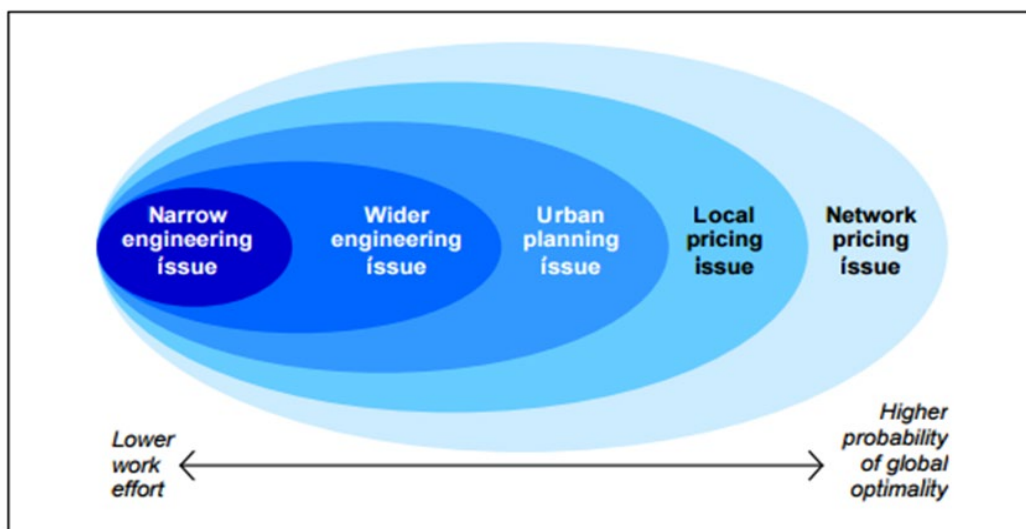 Narrow
engineering
íssue
Wider
engineering
íssue
Urban
planning
íssue
Local
pricing
issue
Network
pricing
íssue
Lower
work
effort
Higher
probability
of global
optimality